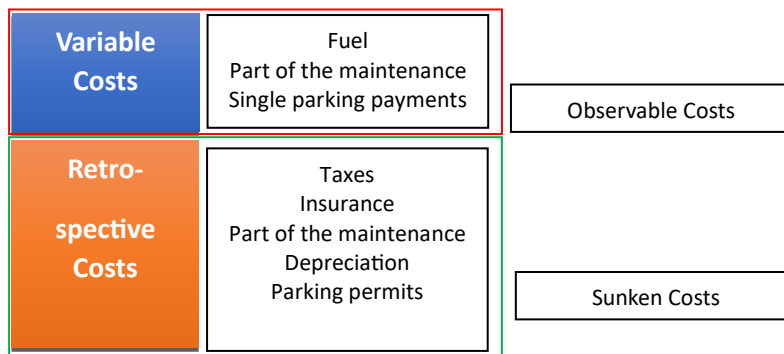 Variable
Costs
Fuel
Part of the maintenance
Single parking payments
Observable Costs
Retro-
spective
Costs
Taxes
Insurance
Part of the maintenance
Depreciation
Parking permits
Sunken Costs